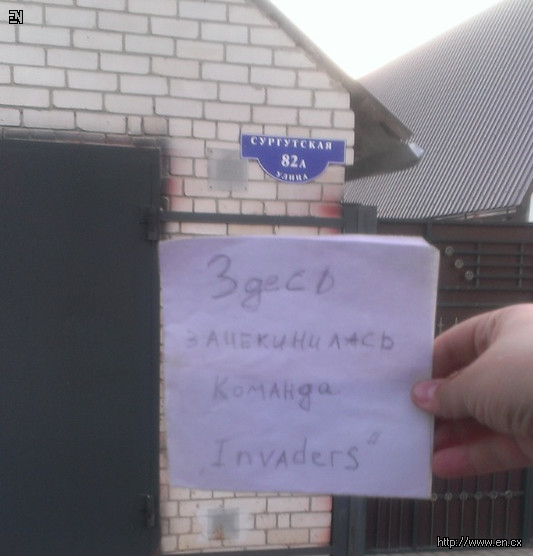 EN
СУРГУТСКАЯ
82А
УЛИЦА
Здесь
зачекинилась
команда
„Invaders"
http://www.en.cx